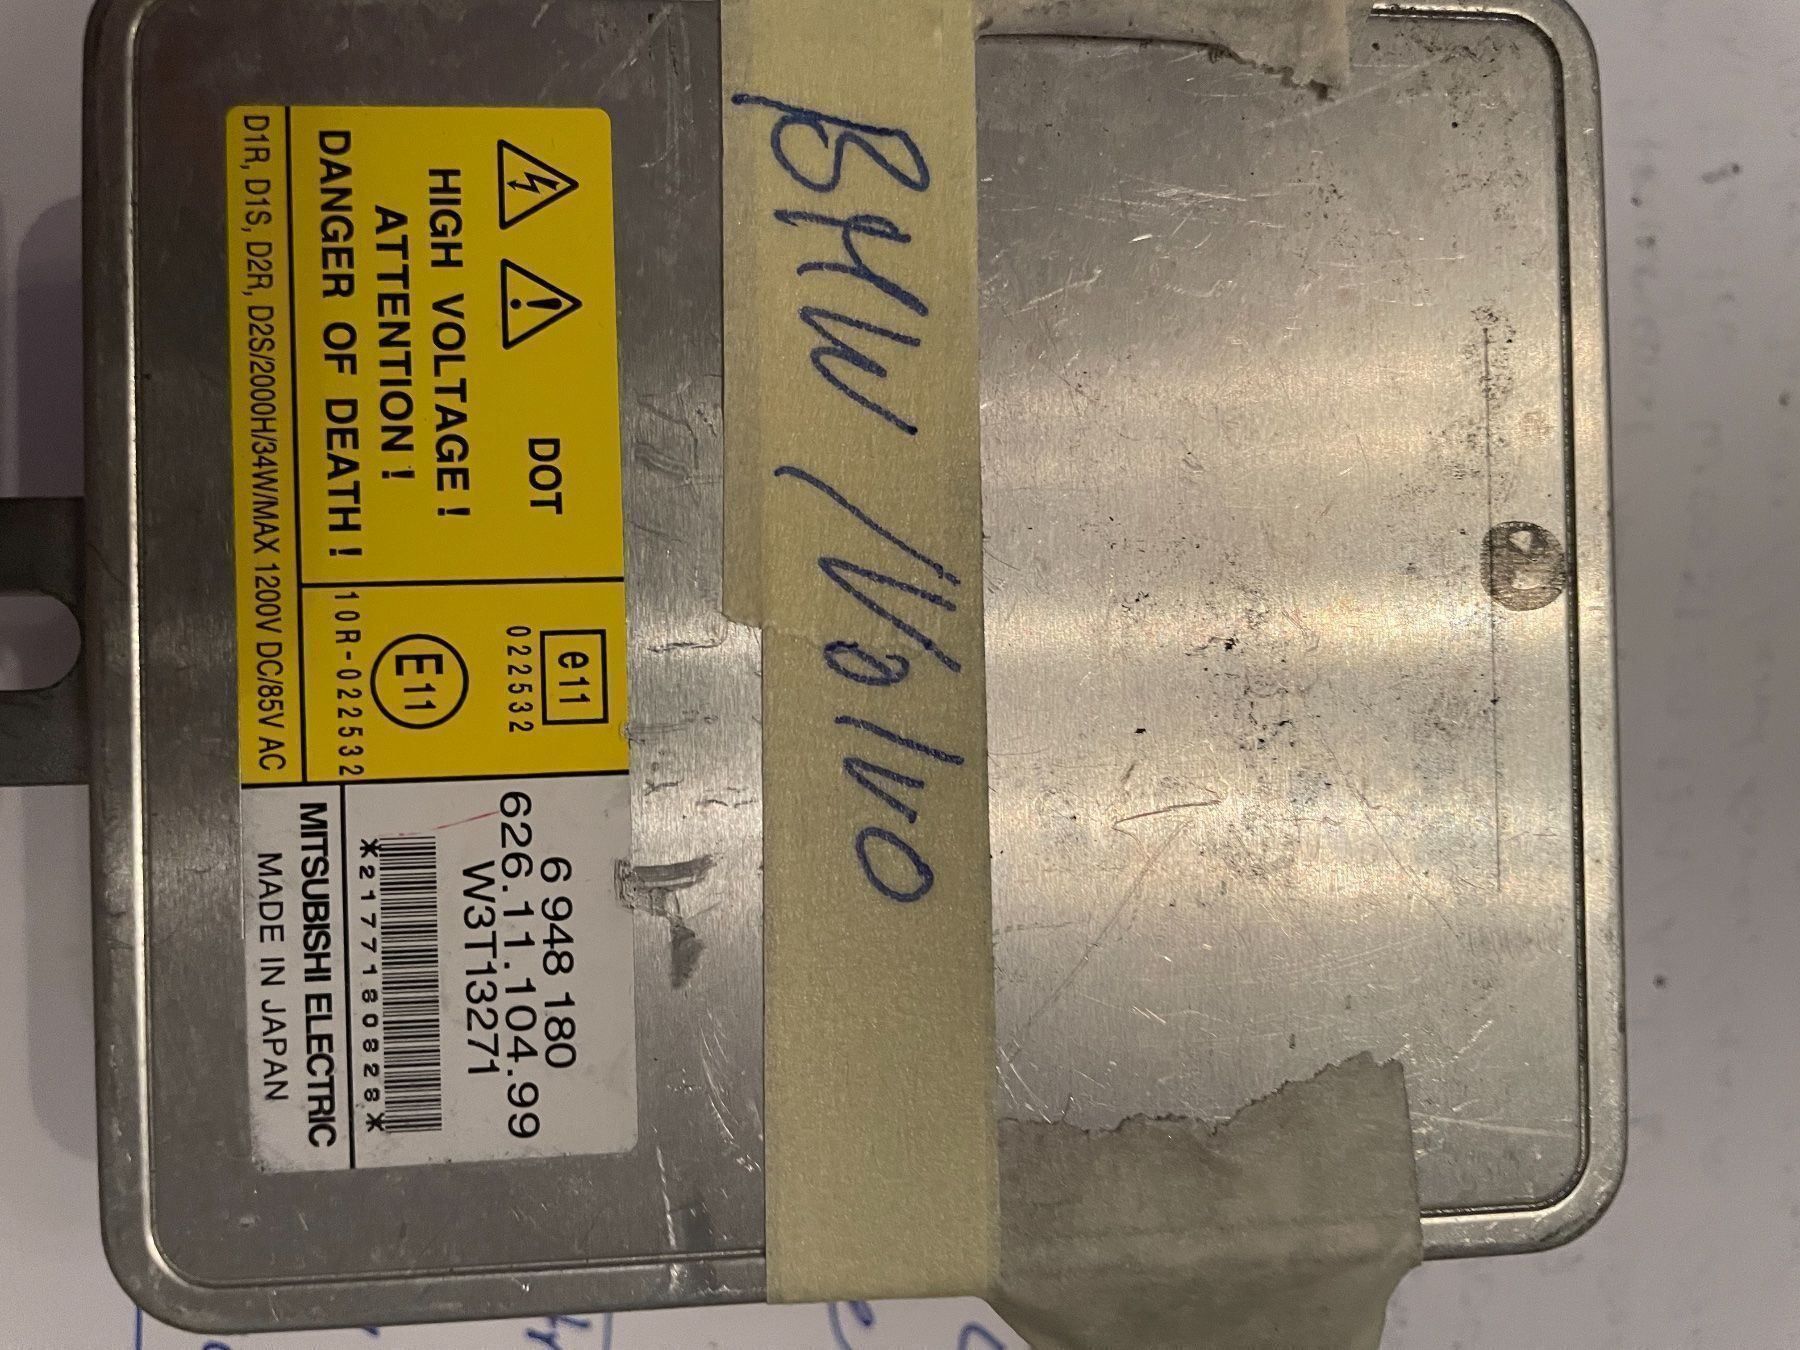 DOT
HIGH VOLTAGE !
ATTENTION !
DANGER OF DEATH !
D1R, D1S, D2R, D2S/2000H/34W/MAX 1200V DC/85V AC
e11
022532
E11
10R-022532
6 948 180
626.11.104.99
W3T13271
*2177180828*
MITSUBISHI ELECTRIC
MADE IN JAPAN
BMW / Volvo